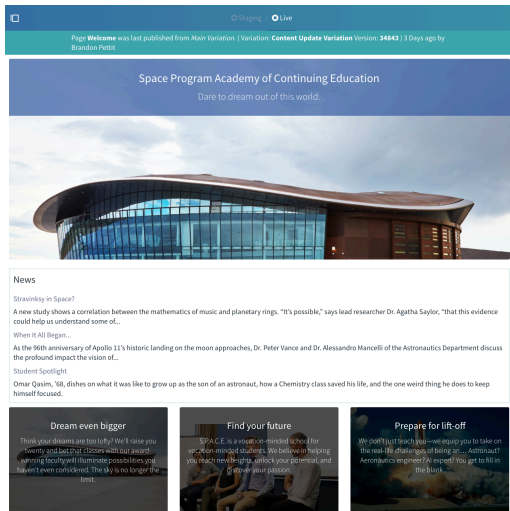 Staging / Live
Page Welcome was last published from Main Variation. ( Variation: Content Update Variation Version: 34843 ) 3 Days ago by
Brandon Pettit
Space Program Academy of Continuing Education
Dare to dream out of this world.
News
Stravinksy in Space?
A new study shows a correlation between the mathematics of music and planetary rings. "It's possible," says lead researcher Dr. Agatha Saylor, "that this evidence
could help us understand some of...
When It All Began...
As the 96th anniversary of Apollo 11's historic landing on the moon approaches, Dr. Peter Vance and Dr. Alessandro Mancelli of the Astronautics Department discuss
the profound impact the vision of...
Student Spotlight
Omar Qasim, '68, dishes on what it was like to grow up as the son of an astronaut, how a Chemistry class saved his life, and the one weird thing he does to keep
himself focused.
Dream even bigger
Think your dreams are too lofty? We'll raise you
twenty and bet that classes with our award-
winning faculty will illuminate possibilities you
haven't even considered. The sky is no longer the
limit.
Find your future
S.P.A.C.E. is a vocation-minded school for
vocation-minded students. We believe in helping
you reach new heights, unlock your potential, and
discover your passion.
Prepare for lift-off
We don't just teach you—we equip you to take on
the real-life challenges of being an... Astronaut?
Aeronautics engineer? AI expert? You get to fill in
the blank.